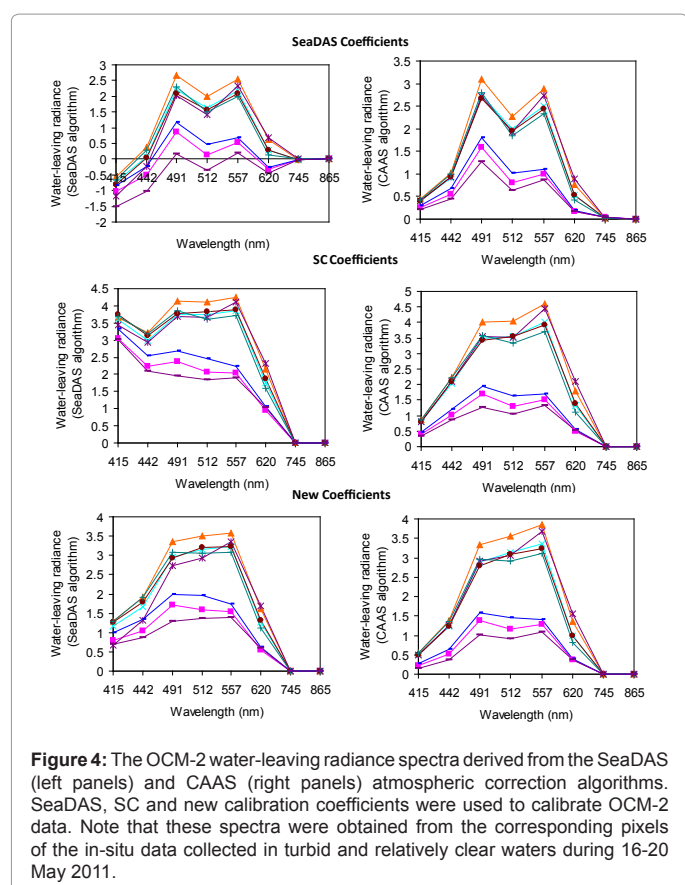 SeaDAS Coefficients
Water-leaving radiance
(SeaDAS algorithm)
3
2.5
2
1.5
1
0.5
0
-0.5
-1
-1.5
-2
415 442 491 512 557 620 745 865
Wavelength (nm)
Water-leaving radiance
(CAAS algorithm)
3.5
3
2.5
2
1.5
1
0.5
0
415 442 491 512 557 620 745 865
Wavelength (nm)
SC Coefficients
Water-leaving radiance
(SeaDAS algorithm)
4.5
4
3.5
3
2.5
2
1.5
1
0.5
0
415 442 491 512 557 620 745 865
Wavelength (nm)
Water-leaving radiance
(CAAS algorithm)
5
4.5
4
3.5
3
2.5
2
1.5
1
0.5
0
415 442 491 512 557 620 745 865
Wavelength (nm)
New Coefficients
Water-leaving radiance
(SeaDAS algorithm)
4
3.5
3
2.5
2
1.5
1
0.5
0
415 442 491 512 557 620 745 865
Wavelength (nm)
Water-leaving radiance
(CAAS algorithm)
4
3.5
3
2.5
2
1.5
1
0.5
0
415 442 491 512 557 620 745 865
Wavelength (nm)
Figure 4: The OCM-2 water-leaving radiance spectra derived from the SeaDAS
(left panels) and CAAS (right panels) atmospheric correction algorithms.
SeaDAS, SC and new calibration coefficients were used to calibrate OCM-2
data. Note that these spectra were obtained from the corresponding pixels
of the in-situ data collected in turbid and relatively clear waters during 16-20
May 2011.